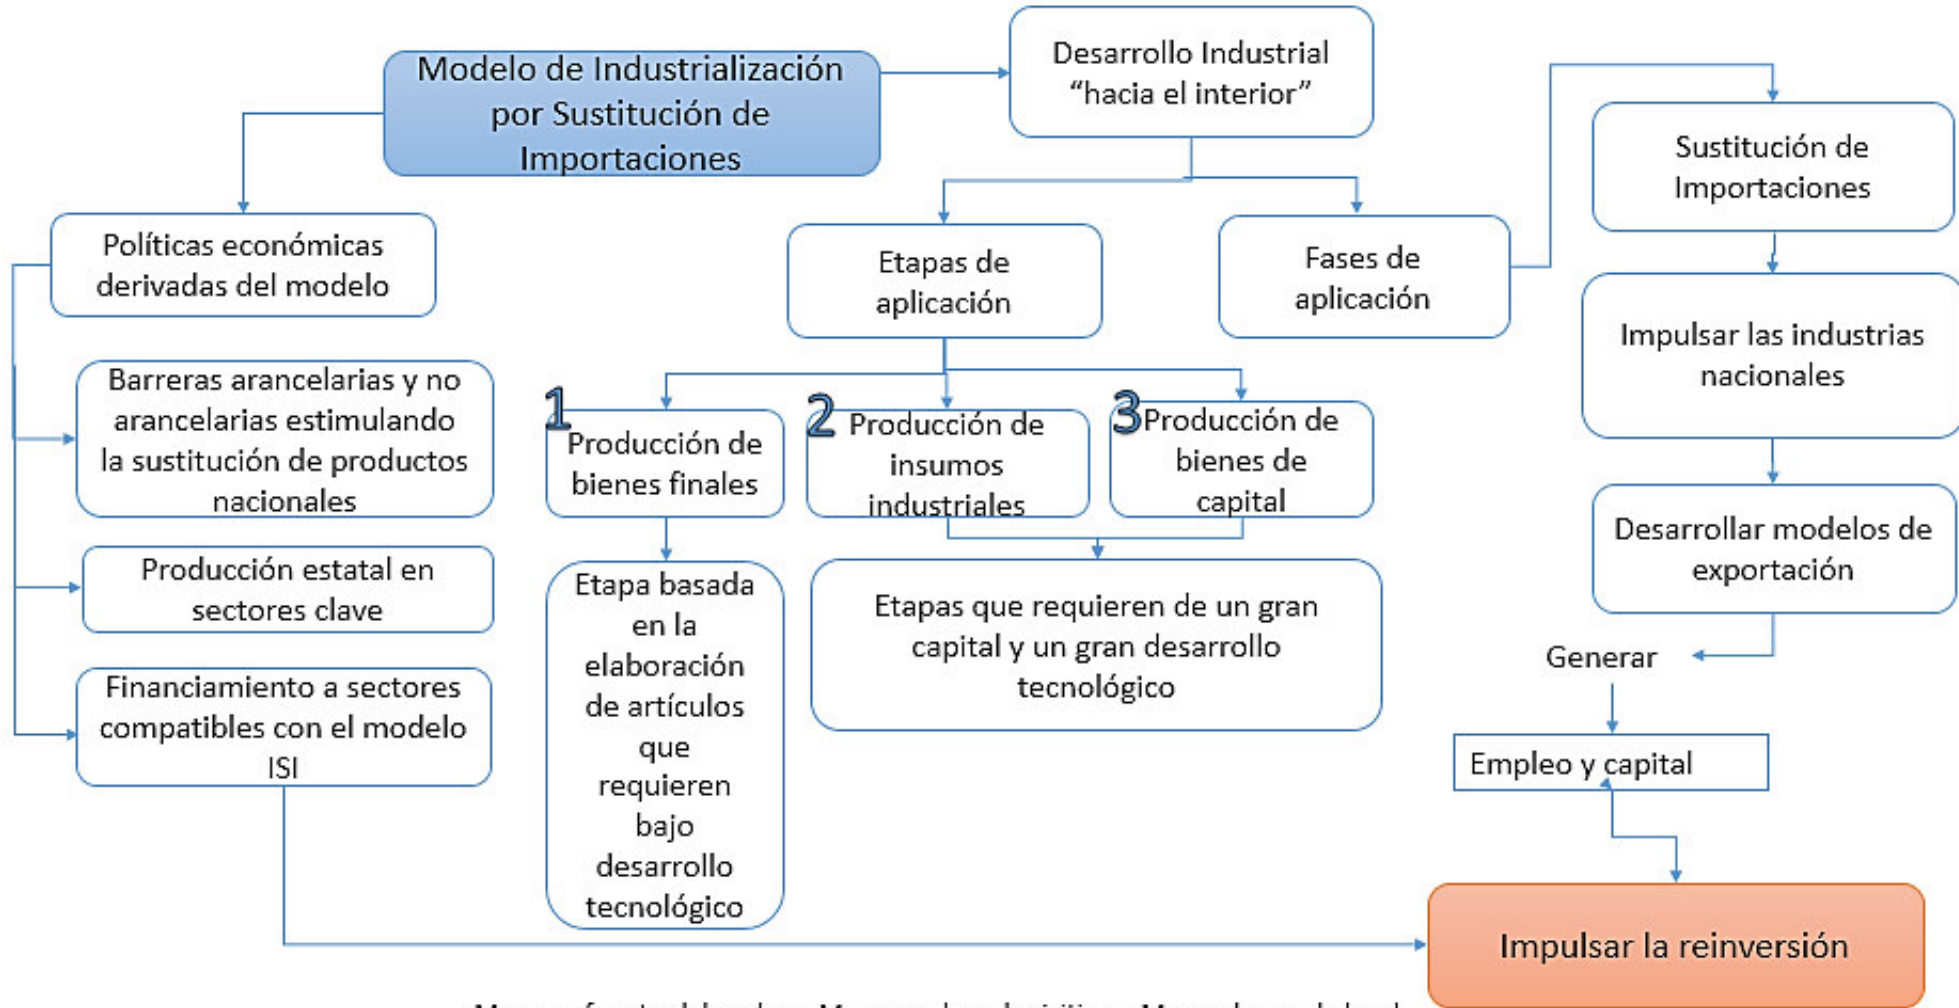 Modelo de Industrialización
por Sustitución de
Importaciones
Desarrollo Industrial
“hacia el interior”
Políticas económicas
derivadas del modelo
Barreras arancelarias y no
arancelarias estimulando
la sustitución de productos
nacionales
Producción estatal en
sectores clave
Financiamiento a sectores
compatibles con el modelo
ISI
Etapas de
aplicación
1
Producción de
bienes finales
Etapa basada
en la
elaboración
de artículos
que
requieren
bajo
desarrollo
tecnológico
2
Producción de
insumos
industriales
3
Producción de
bienes de
capital
Etapas que requieren de un gran
capital y un gran desarrollo
tecnológico
Fases de
aplicación
Sustitución de
Importaciones
Impulsar las industrias
nacionales
Desarrollar modelos de
exportación
Generar
Empleo y capital
Impulsar la reinversión